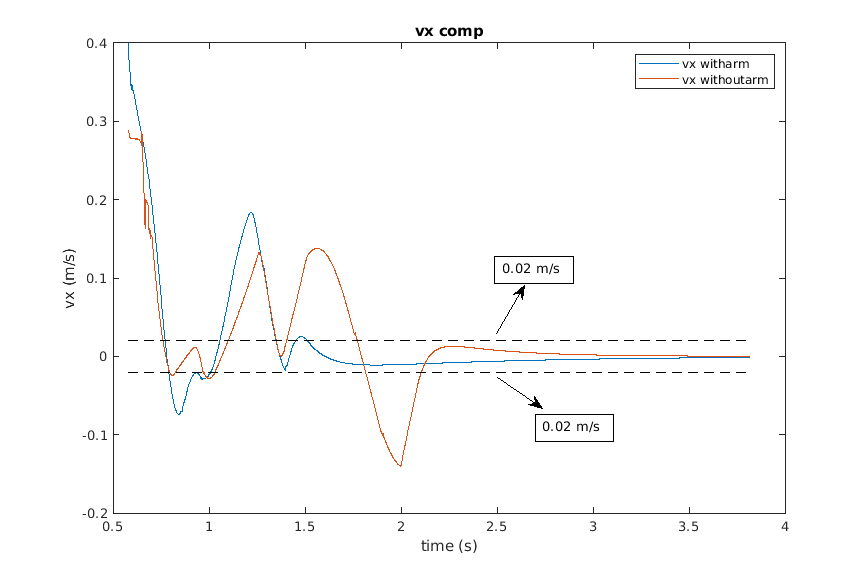 vx comp
vx witharm
vx withoutarm
0.4
0.3
0.2
0.1
0
-0.1
-0.2
vx (m/s)
0.02 m/s
0.02 m/s
0.5
1
1.5
2
2.5
3
3.5
4
time (s)